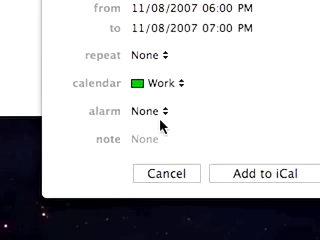 from 11/08/2007 06:00 PM
to 11/08/2007 07:00 PM
repeat None
calendar Work
alarm None
note None
Cancel Add to iCal